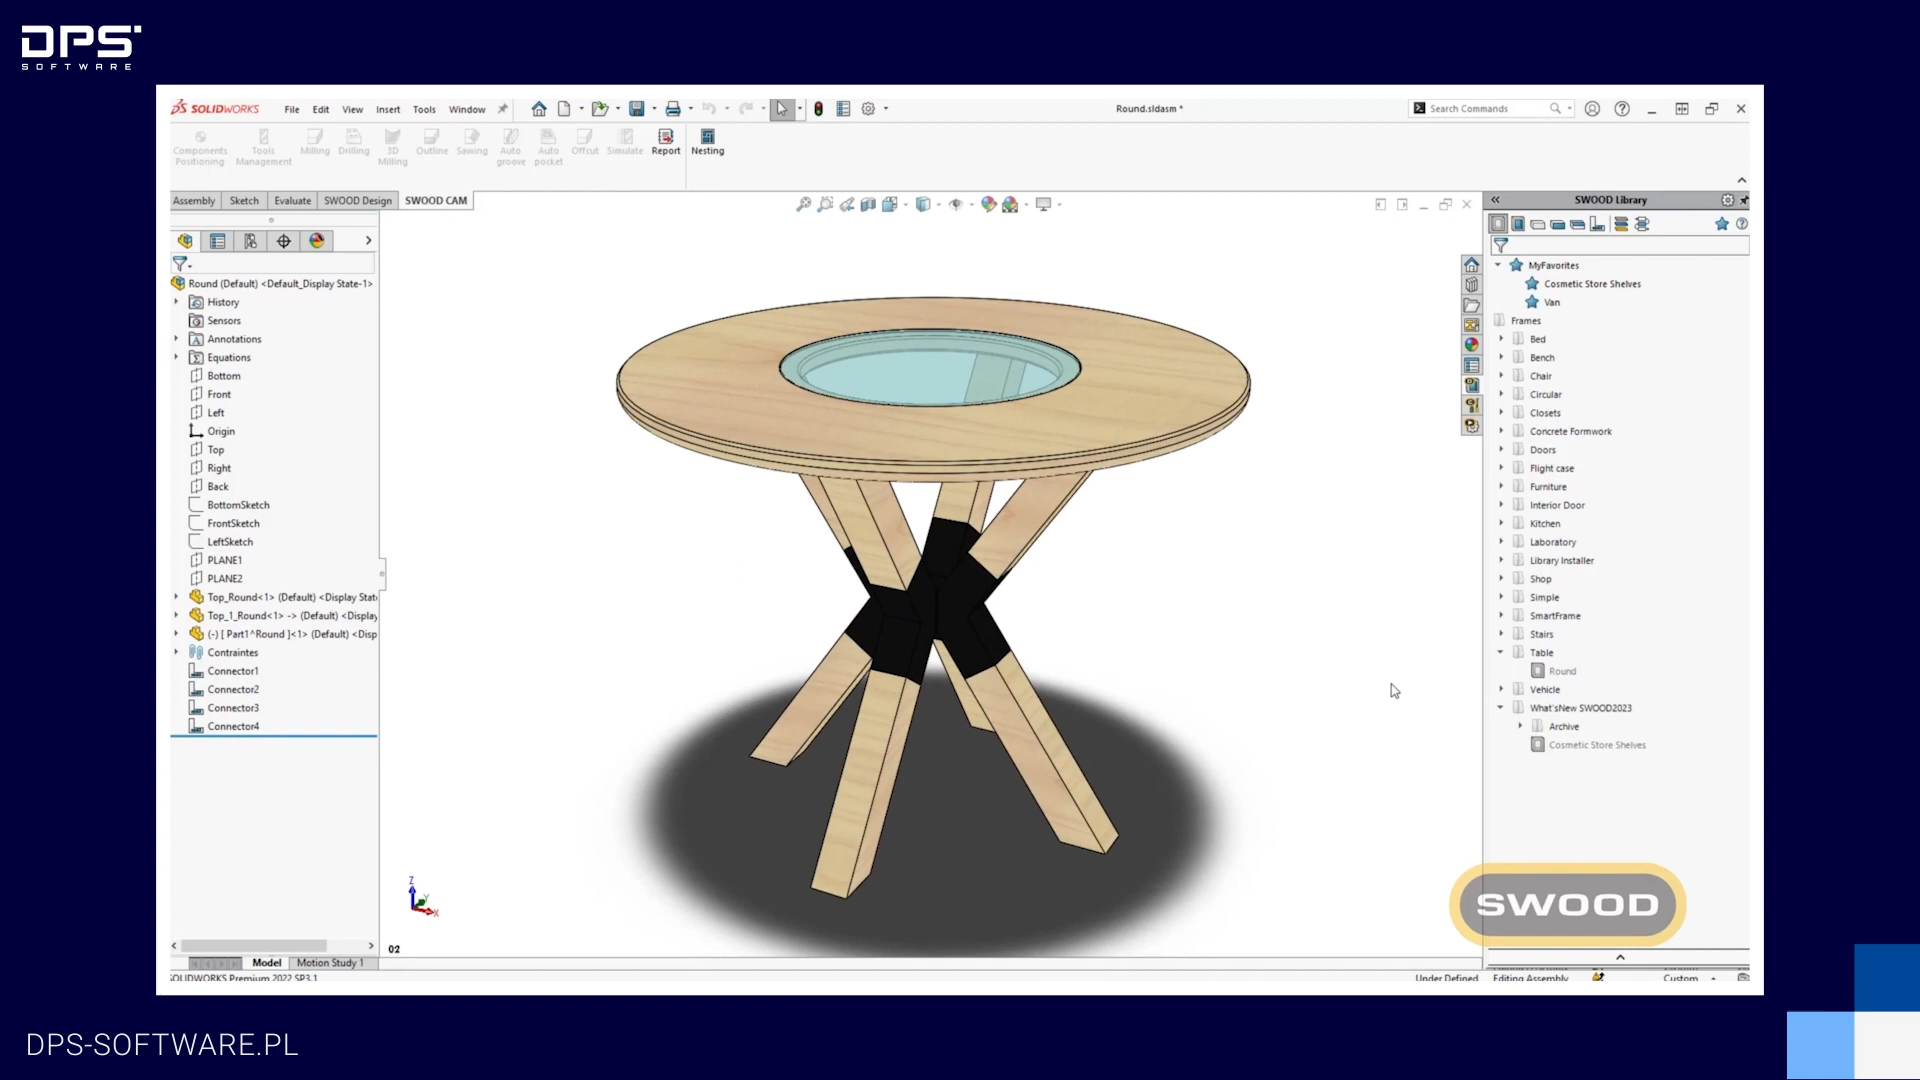 DPS
SOFTWARE
SOLIDWORKS File Edit View Insert Tools Window Round.sldasm * Search Commands
Components Positioning
Tools Management
Milling
Drilling
3D Milling
Outline
Sawing
Auto groove
Auto pocket
Offcut
Simulate
Report
Nesting
Assembly Sketch Evaluate SWOOD Design SWOOD CAM
Round (Default) <Default_Display State-1>
History
Sensors
Annotations
Equations
Bottom
Front
Left
Origin
Top
Right
Back
BottomSketch
FrontSketch
LeftSketch
PLANE1
PLANE2
Top_Round<1> (Default) <Display Stat
Top_1_Round<1> -> (Default) <Display
(-) [ Part1^Round ]<1> (Default) <Disp
Contraintes
Connector1
Connector2
Connector3
Connector4
Z
Y
X
02
Model Motion Study 1
SOLIDWORKS Premium 2022 SP3.1
SWOOD Library
MyFavorites
Cosmetic Store Shelves
Van
Frames
Bed
Bench
Chair
Circular
Closets
Concrete Formwork
Doors
Flight case
Furniture
Interior Door
Kitchen
Laboratory
Library Installer
Shop
Simple
SmartFrame
Stairs
Table
Round
Vehicle
What'sNew SWOOD2023
Archive
Cosmetic Store Shelves
SWOOD
Under Defined Editing Assembly Custom
DPS-SOFTWARE.PL